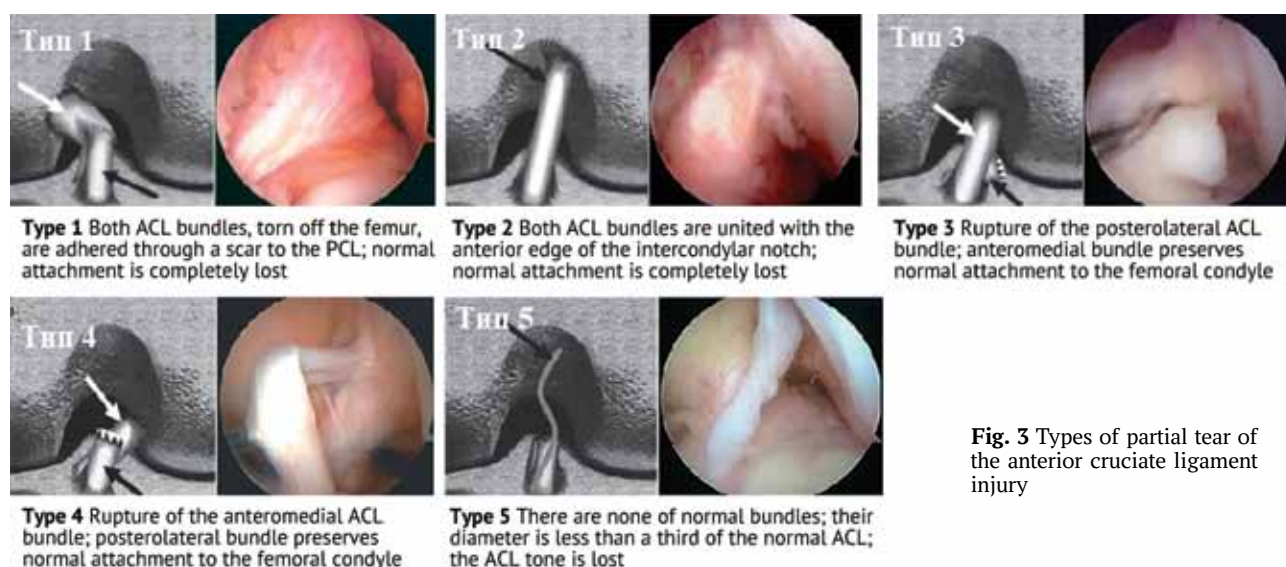 Тип 1
Тип 2
Тип 3
Type 1 Both ACL bundles, torn off the femur,
are adhered through a scar to the PCL; normal
attachment is completely lost
Type 2 Both ACL bundles are united with the
anterior edge of the intercondylar notch;
normal attachment is completely lost
Type 3 Rupture of the posterolateral ACL
bundle; anteromedial bundle preserves
normal attachment to the femoral condyle
Тип 4
Тип 5
Type 4 Rupture of the anteromedial ACL
bundle; posterolateral bundle preserves
normal attachment to the femoral condyle
Type 5 There are none of normal bundles; their
diameter is less than a third of the normal ACL;
the ACL tone is lost
Fig. 3 Types of partial tear of
the anterior cruciate ligament
injury